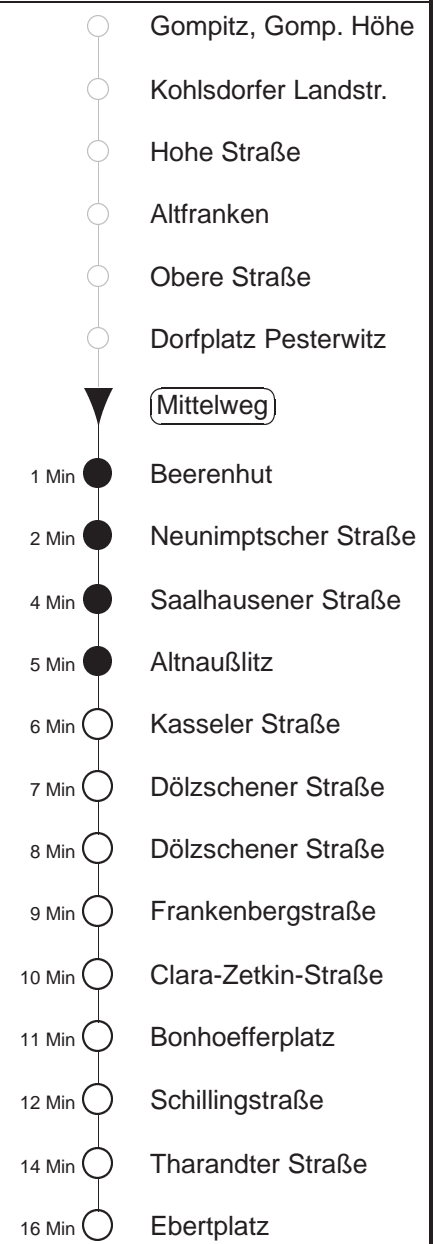 Gompitz, Gomp. Höhe
Kohlsdorfer Landstr.
Hohe Straße
Altfranken
Obere Straße
Dorfplatz Pesterwitz
Mittelweg
1 Min Beerenhut
2 Min Neunimptscher Straße
4 Min Saalhausener Straße
5 Min Altnaußlitz
6 Min Kasseler Straße
7 Min Dölzschener Straße
8 Min Dölzschener Straße
9 Min Frankenbergstraße
10 Min Clara-Zetkin-Straße
11 Min Bonhoefferplatz
12 Min Schillingstraße
14 Min Tharandter Straße
16 Min Ebertplatz